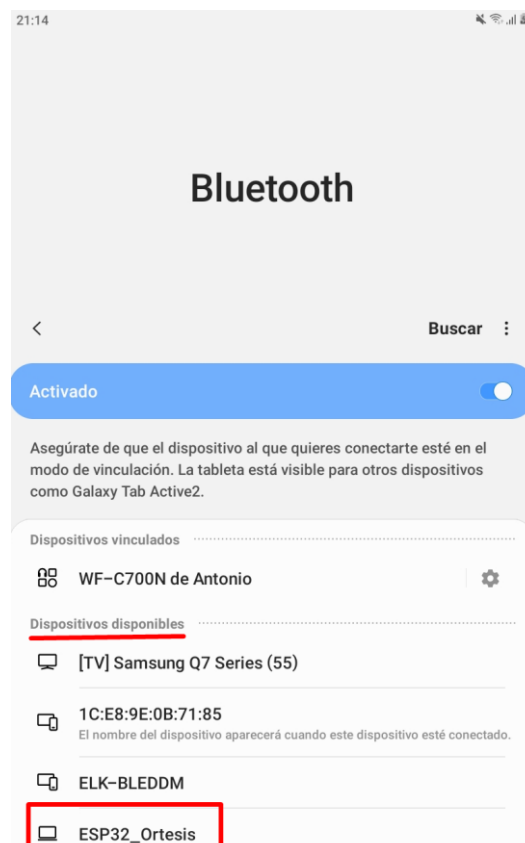 21:14
Bluetooth
Buscar
Activado
Asegúrate de que el dispositivo al que quieres conectarte esté en el
modo de vinculación. La tableta está visible para otros dispositivos
como Galaxy Tab Active2.
Dispositivos vinculados
WF-C700N de Antonio
Dispositivos disponibles
[TV] Samsung Q7 Series (55)
1C:E8:9E:0B:71:85
El nombre del dispositivo aparecerá cuando este dispositivo esté conectado.
ELK-BLEDDM
ESP32_Ortesis